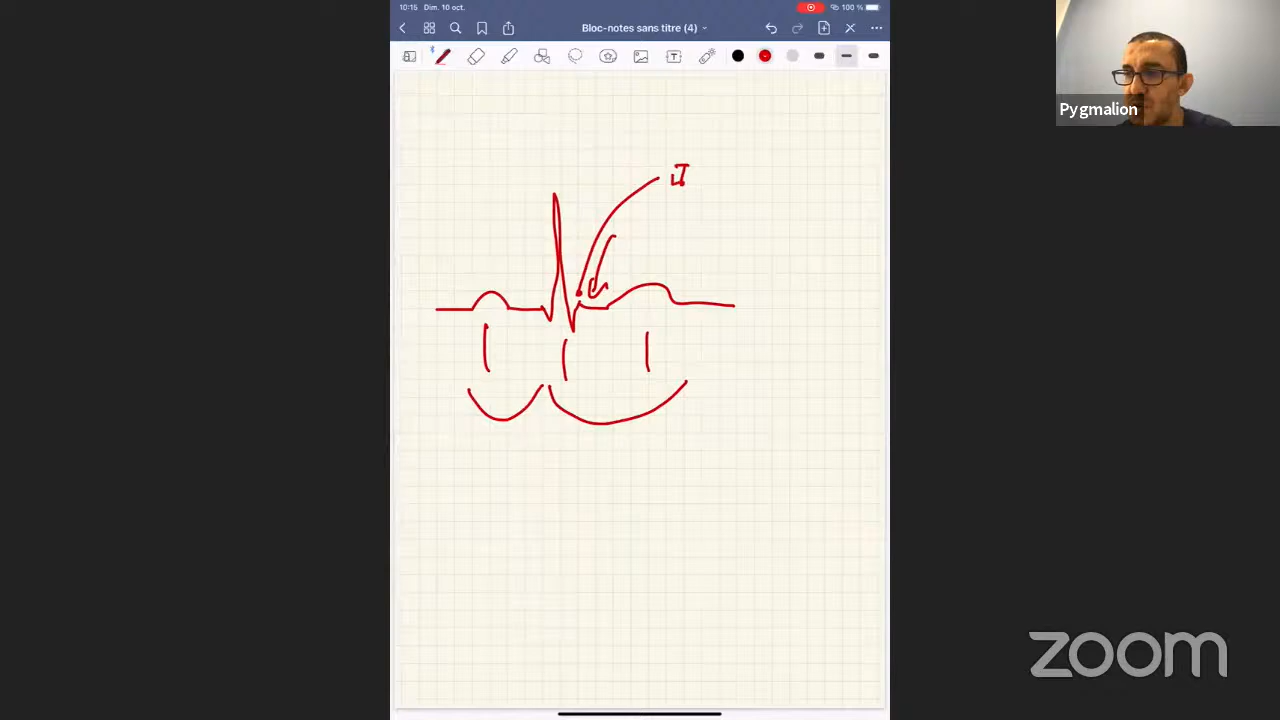 10:15 Dim. 10 oct.
100 %
Bloc-notes sans titre (4)
T
Pygmalion
J
zoom